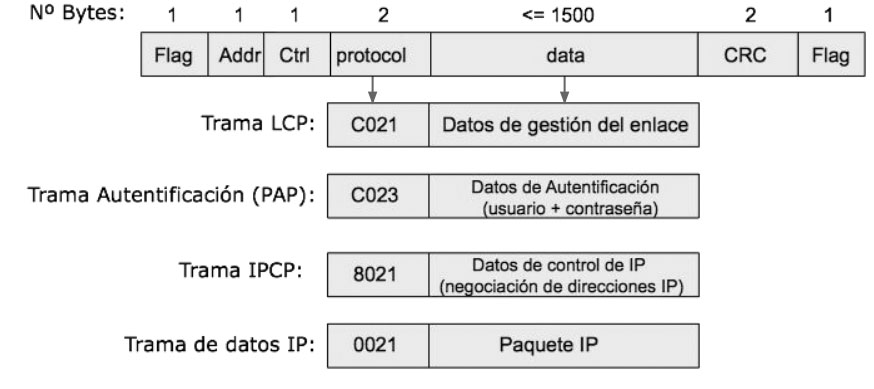 Nº Bytes: 1 1 1 2 <= 1500 2 1
Flag Addr Ctrl protocol data CRC Flag
Trama LCP: C021 Datos de gestión del enlace
Trama Autentificación (PAP): C023 Datos de Autentificación
(usuario + contraseña)
Trama IPCP: 8021 Datos de control de IP
(negociación de direcciones IP)
Trama de datos IP: 0021 Paquete IP